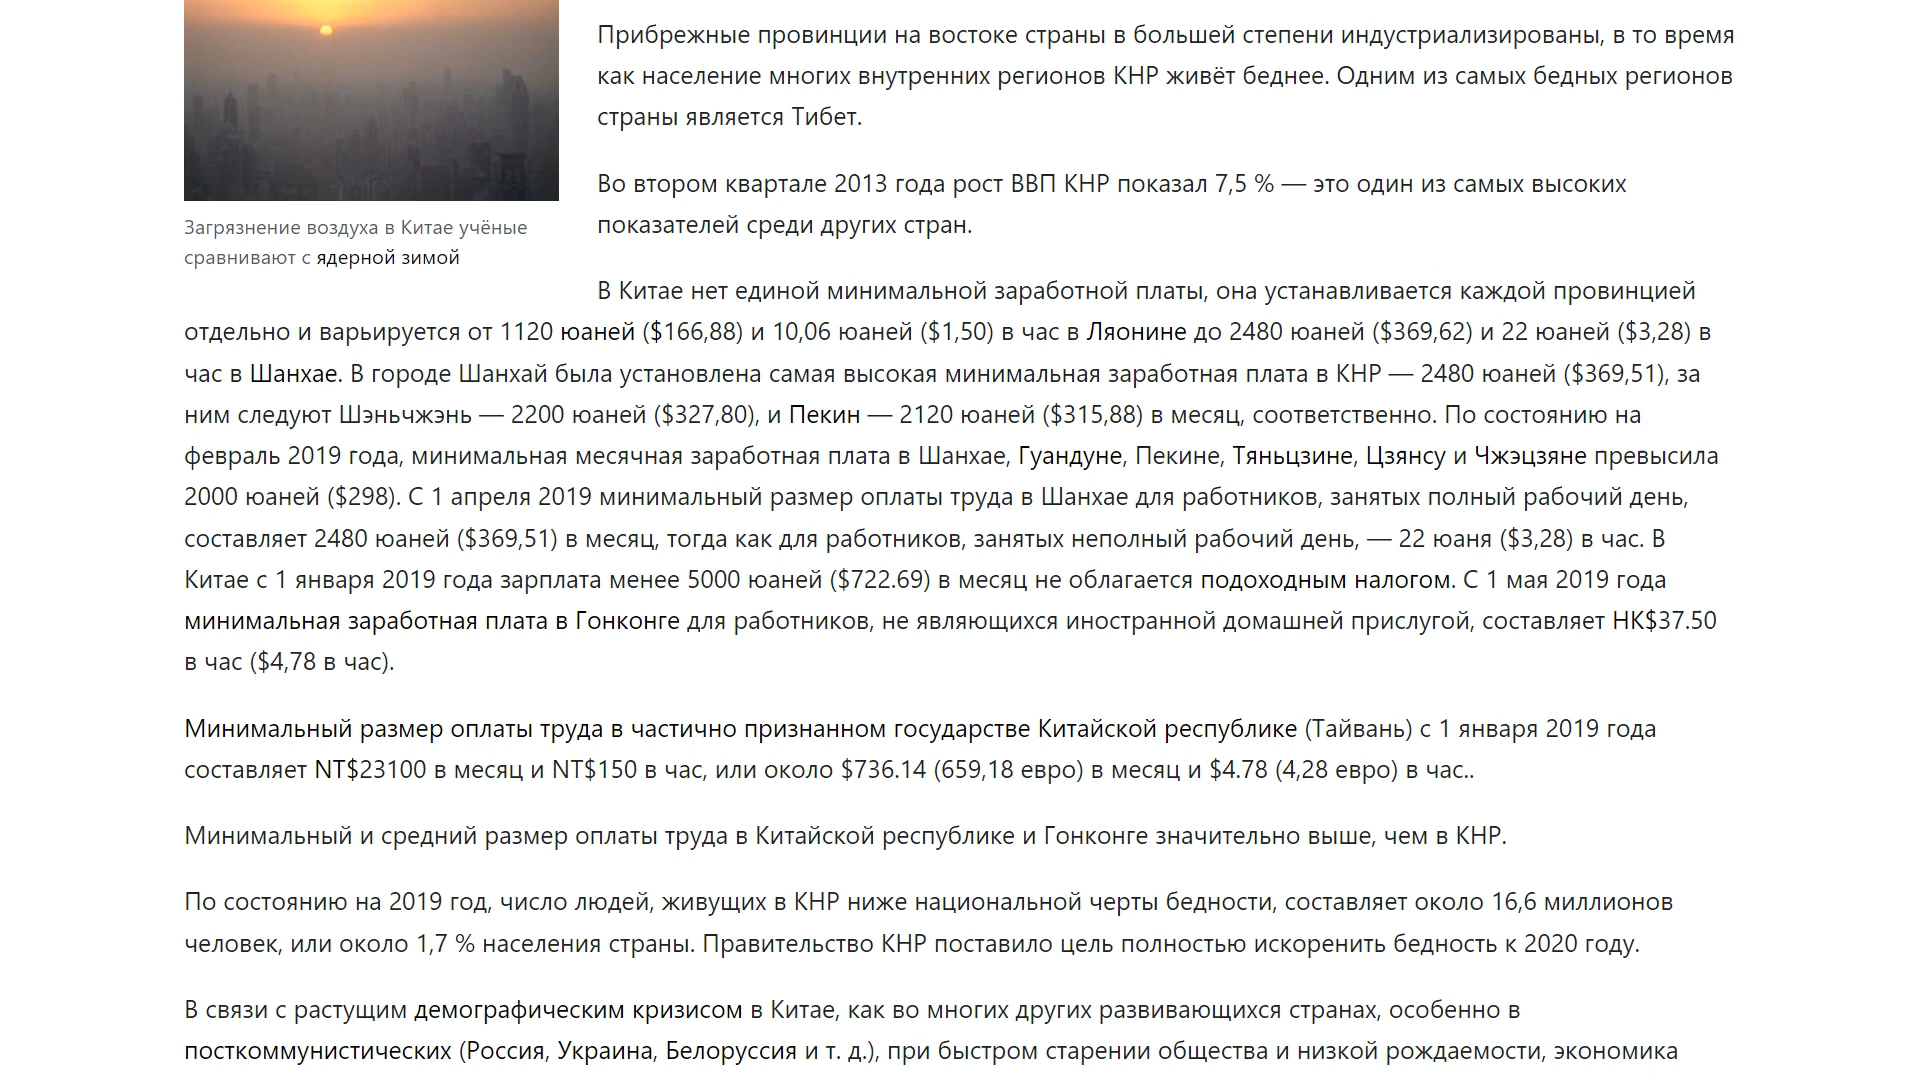 Прибрежные провинции на востоке страны в большей степени индустриализированы, в то время
как население многих внутренних регионов КНР живёт беднее. Одним из самых бедных регионов
страны является Тибет.
Во втором квартале 2013 года рост ВВП КНР показал 7,5 % — это один из самых высоких
показателей среди других стран.
Загрязнение воздуха в Китае учёные
сравнивают с ядерной зимой
В Китае нет единой минимальной заработной платы, она устанавливается каждой провинцией
отдельно и варьируется от 1120 юаней ($166,88) и 10,06 юаней ($1,50) в час в Ляонине до 2480 юаней ($369,62) и 22 юаней ($3,28) в
час в Шанхае. В городе Шанхай была установлена самая высокая минимальная заработная плата в КНР — 2480 юаней ($369,51), за
ним следуют Шэньчжэнь — 2200 юаней ($327,80), и Пекин — 2120 юаней ($315,88) в месяц, соответственно. По состоянию на
февраль 2019 года, минимальная месячная заработная плата в Шанхае, Гуандуне, Пекине, Тяньцзине, Цзянсу и Чжэцзяне превысила
2000 юаней ($298). С 1 апреля 2019 минимальный размер оплаты труда в Шанхае для работников, занятых полный рабочий день,
составляет 2480 юаней ($369,51) в месяц, тогда как для работников, занятых неполный рабочий день, — 22 юаня ($3,28) в час. В
Китае с 1 января 2019 года зарплата менее 5000 юаней ($722.69) в месяц не облагается подоходным налогом. С 1 мая 2019 года
минимальная заработная плата в Гонконге для работников, не являющихся иностранной домашней прислугой, составляет HK$37.50
в час ($4,78 в час).
Минимальный размер оплаты труда в частично признанном государстве Китайской республике (Тайвань) с 1 января 2019 года
составляет NT$23100 в месяц и NT$150 в час, или около $736.14 (659,18 евро) в месяц и $4.78 (4,28 евро) в час..
Минимальный и средний размер оплаты труда в Китайской республике и Гонконге значительно выше, чем в КНР.
По состоянию на 2019 год, число людей, живущих в КНР ниже национальной черты бедности, составляет около 16,6 миллионов
человек, или около 1,7 % населения страны. Правительство КНР поставило цель полностью искоренить бедность к 2020 году.
В связи с растущим демографическим кризисом в Китае, как во многих других развивающихся странах, особенно в
посткоммунистических (Россия, Украина, Белоруссия и т. д.), при быстром старении общества и низкой рождаемости, экономика